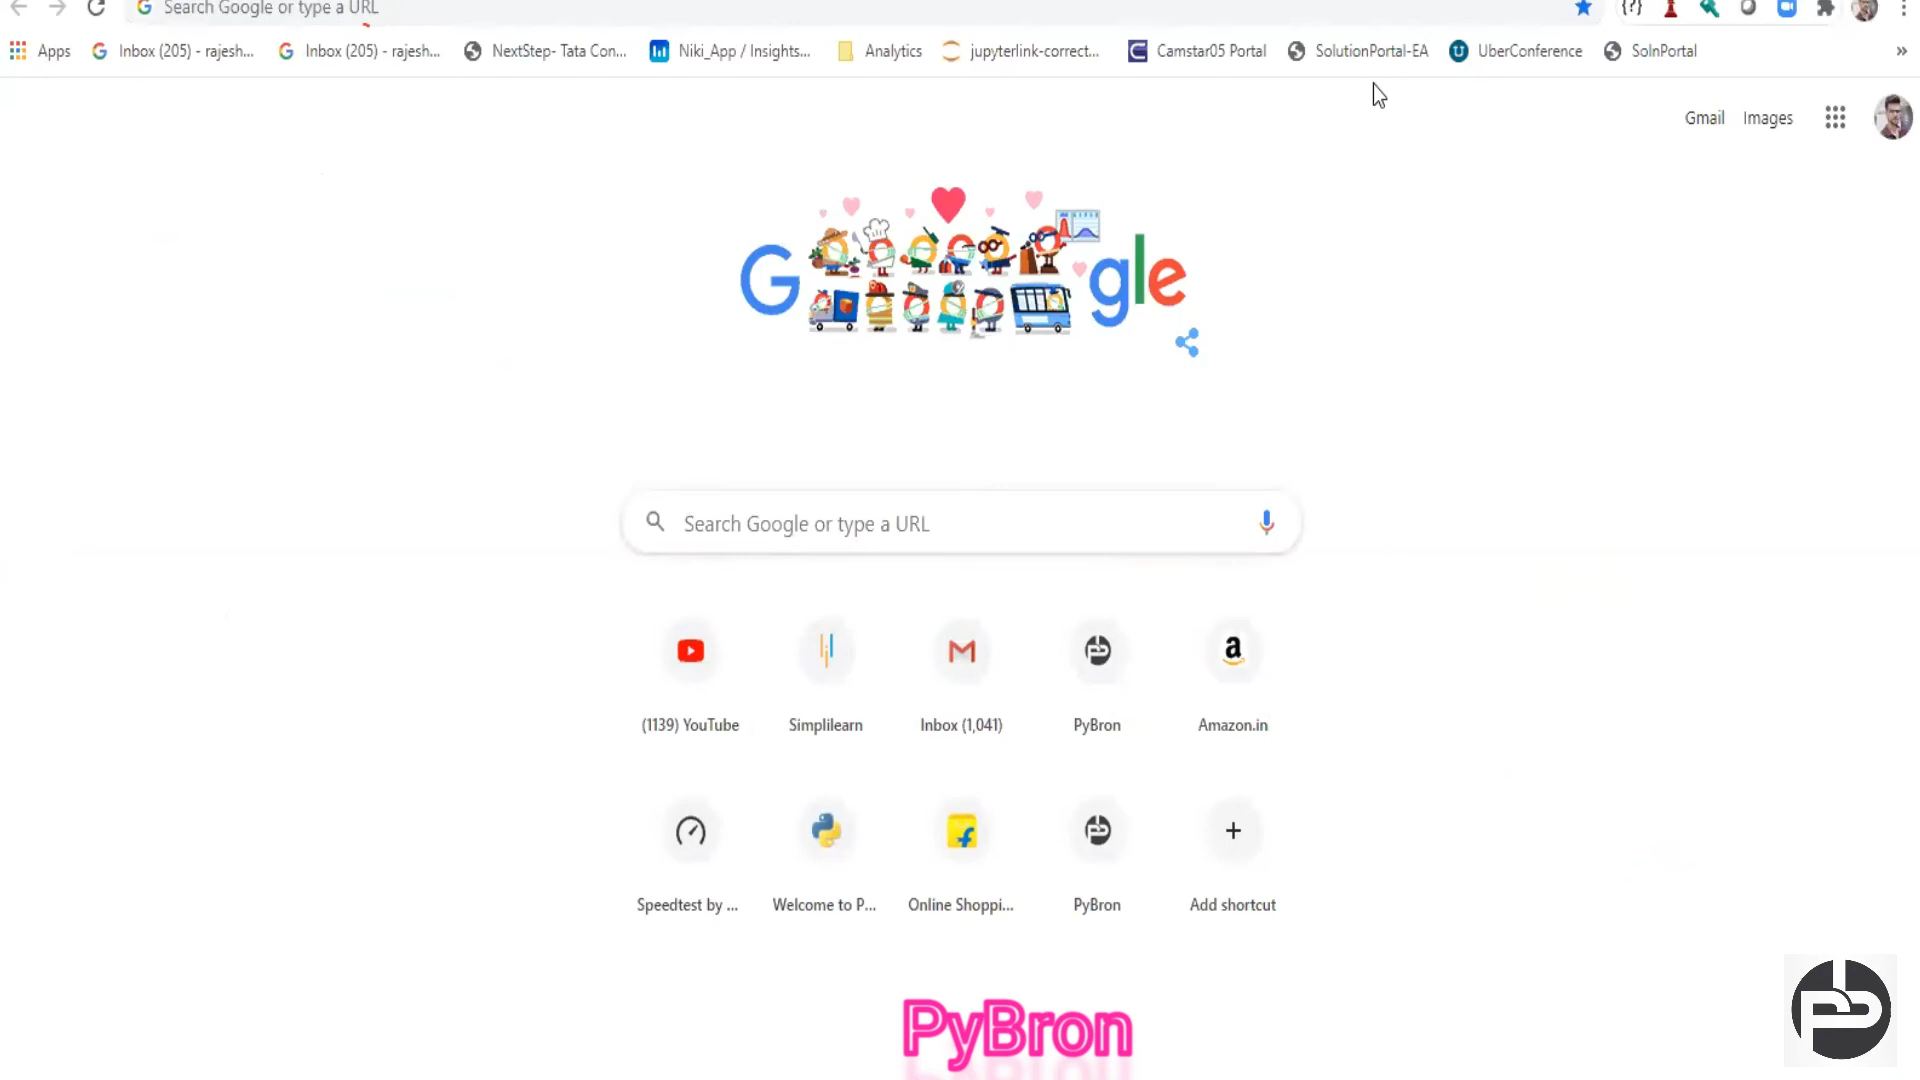 Search Google or type a URL
Apps Inbox (205) - rajesh... Inbox (205) - rajesh... NextStep- Tata Con... Niki_App / Insights... Analytics jupyterlink-correct... Camstar05 Portal SolutionPortal-EA UberConference SolnPortal »
Gmail Images
Google
Search Google or type a URL
(1139) YouTube Simplilearn Inbox (1,041) PyBron Amazon.in
Speedtest by ... Welcome to P... Online Shoppi... PyBron Add shortcut
PyBron